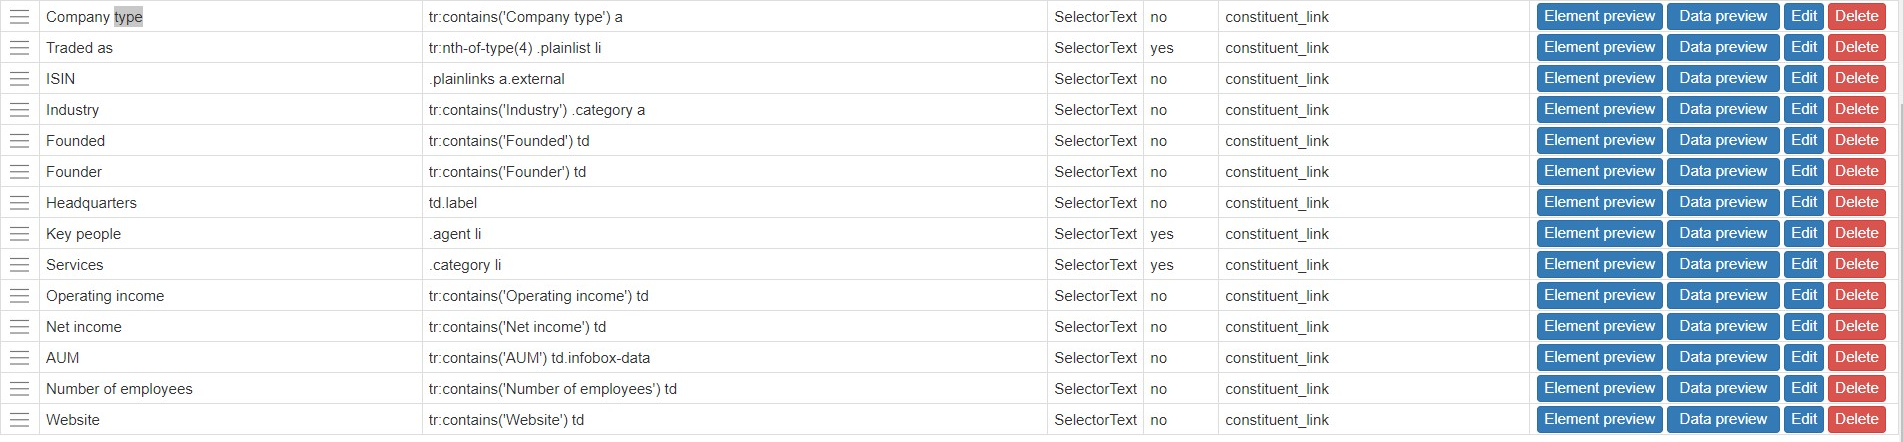 Company type tr:contains('Company type') a SelectorText no constituent_link Element preview Data preview Edit Delete
Traded as tr:nth-of-type(4) .plainlist li SelectorText yes constituent_link Element preview Data preview Edit Delete
ISIN .plainlinks a.external SelectorText no constituent_link Element preview Data preview Edit Delete
Industry tr:contains('Industry') .category a SelectorText no constituent_link Element preview Data preview Edit Delete
Founded tr:contains('Founded') td SelectorText no constituent_link Element preview Data preview Edit Delete
Founder tr:contains('Founder') td SelectorText no constituent_link Element preview Data preview Edit Delete
Headquarters td.label SelectorText no constituent_link Element preview Data preview Edit Delete
Key people .agent li SelectorText yes constituent_link Element preview Data preview Edit Delete
Services .category li SelectorText yes constituent_link Element preview Data preview Edit Delete
Operating income tr:contains('Operating income') td SelectorText no constituent_link Element preview Data preview Edit Delete
Net income tr:contains('Net income') td SelectorText no constituent_link Element preview Data preview Edit Delete
AUM tr:contains('AUM') td.infobox-data SelectorText no constituent_link Element preview Data preview Edit Delete
Number of employees tr:contains('Number of employees') td SelectorText no constituent_link Element preview Data preview Edit Delete
Website tr:contains('Website') td SelectorText no constituent_link Element preview Data preview Edit Delete